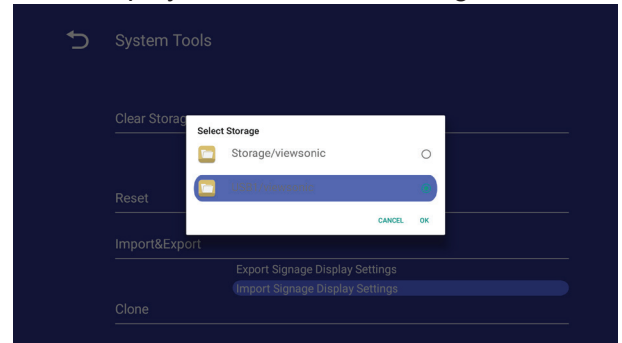 System Tools
Clear Storag
Select Storage
Storage/viewsonic
CANCEL OK
Reset
Import&Export
Export Signage Display Settings
Import Signage Display Settings
Clone